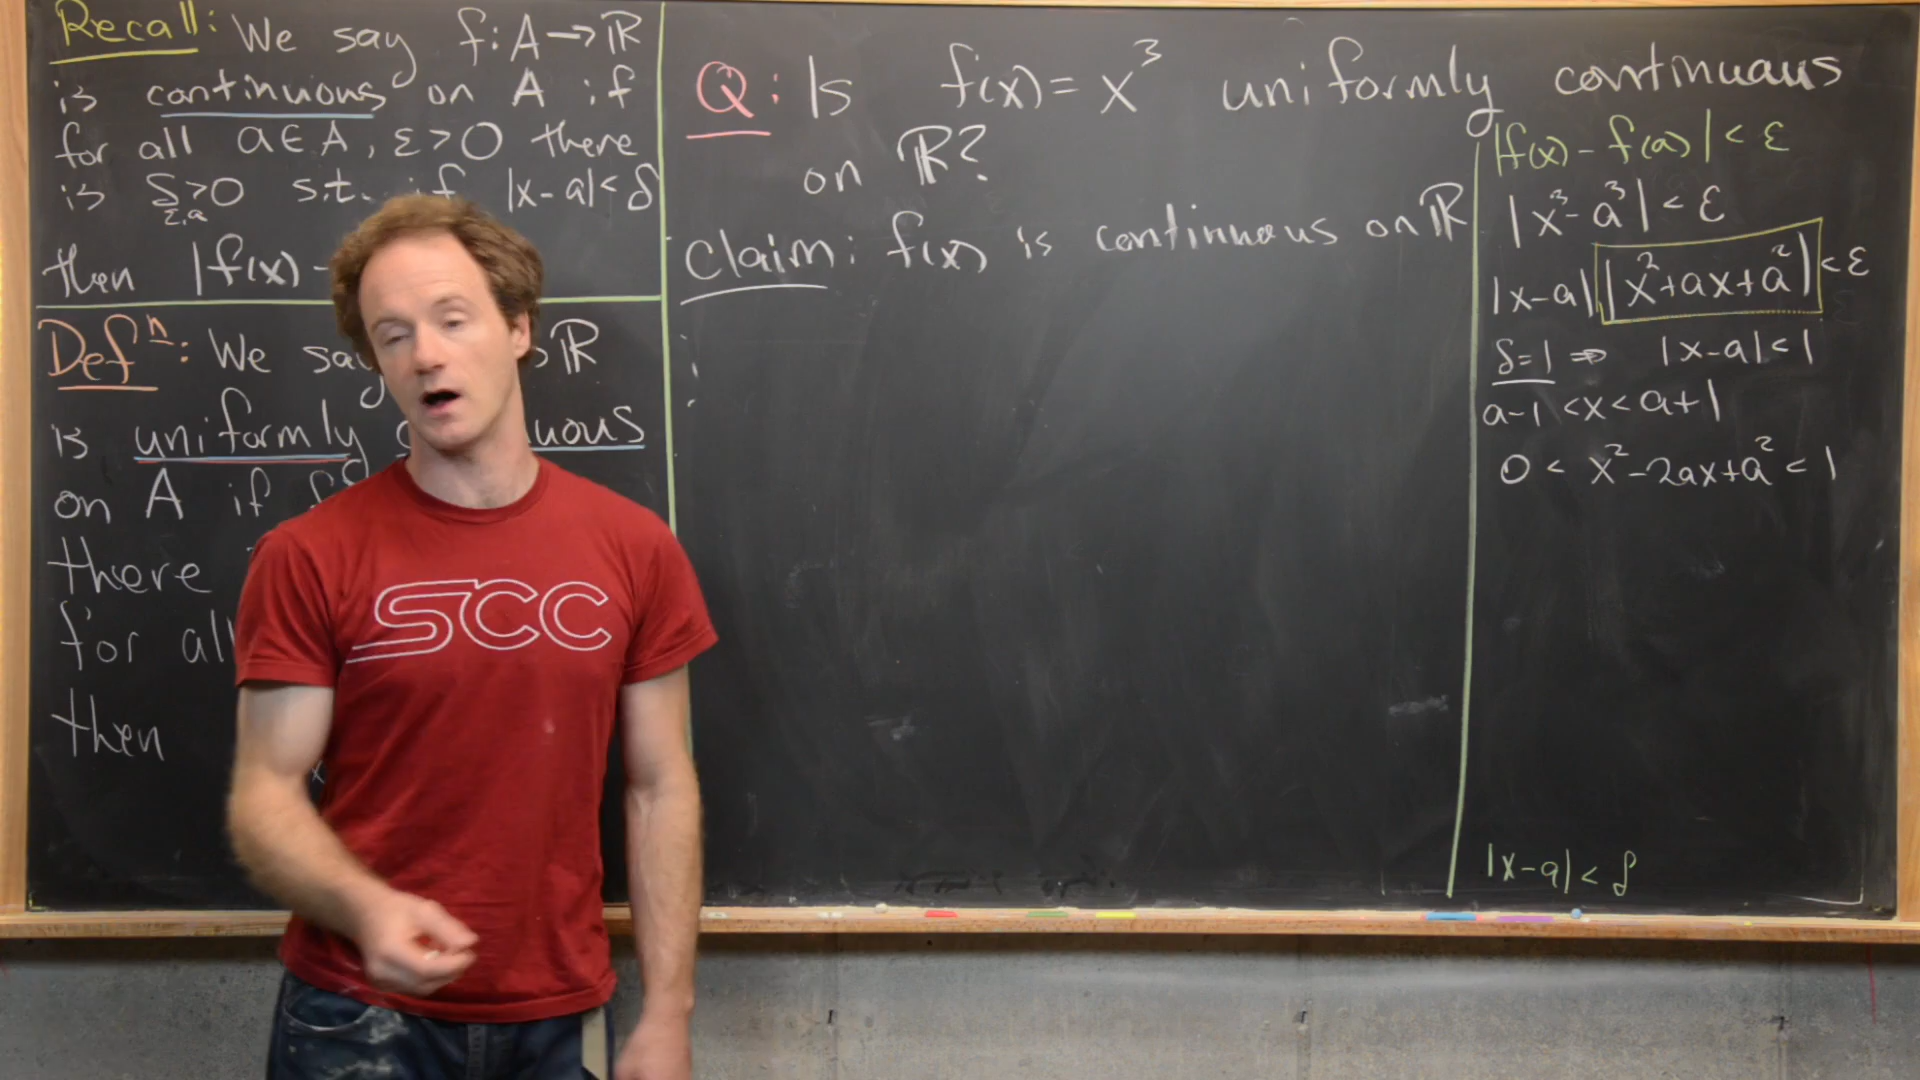 Recall: We say f: A → ℝ
is continuous on A if
for all a ∈ A, ε > 0 there
is δ > 0 s.t. if |x - a| < δ
ε,a
then |f(x) -
Defⁿ: We say ℝ
is uniformly uous
on A if
there
for all
then
Q: Is f(x) = x³ uniformly continuous
on ℝ?
Claim: f(x) is continuous on ℝ
|f(x) - f(a)| < ε
|x³ - a³| < ε
|x - a| |x² + ax + a²| < ε
δ = 1 ⇒ |x - a| < 1
a - 1 < x < a + 1
0 < x² - 2ax + a² < 1
|x - a| < δ
SCC